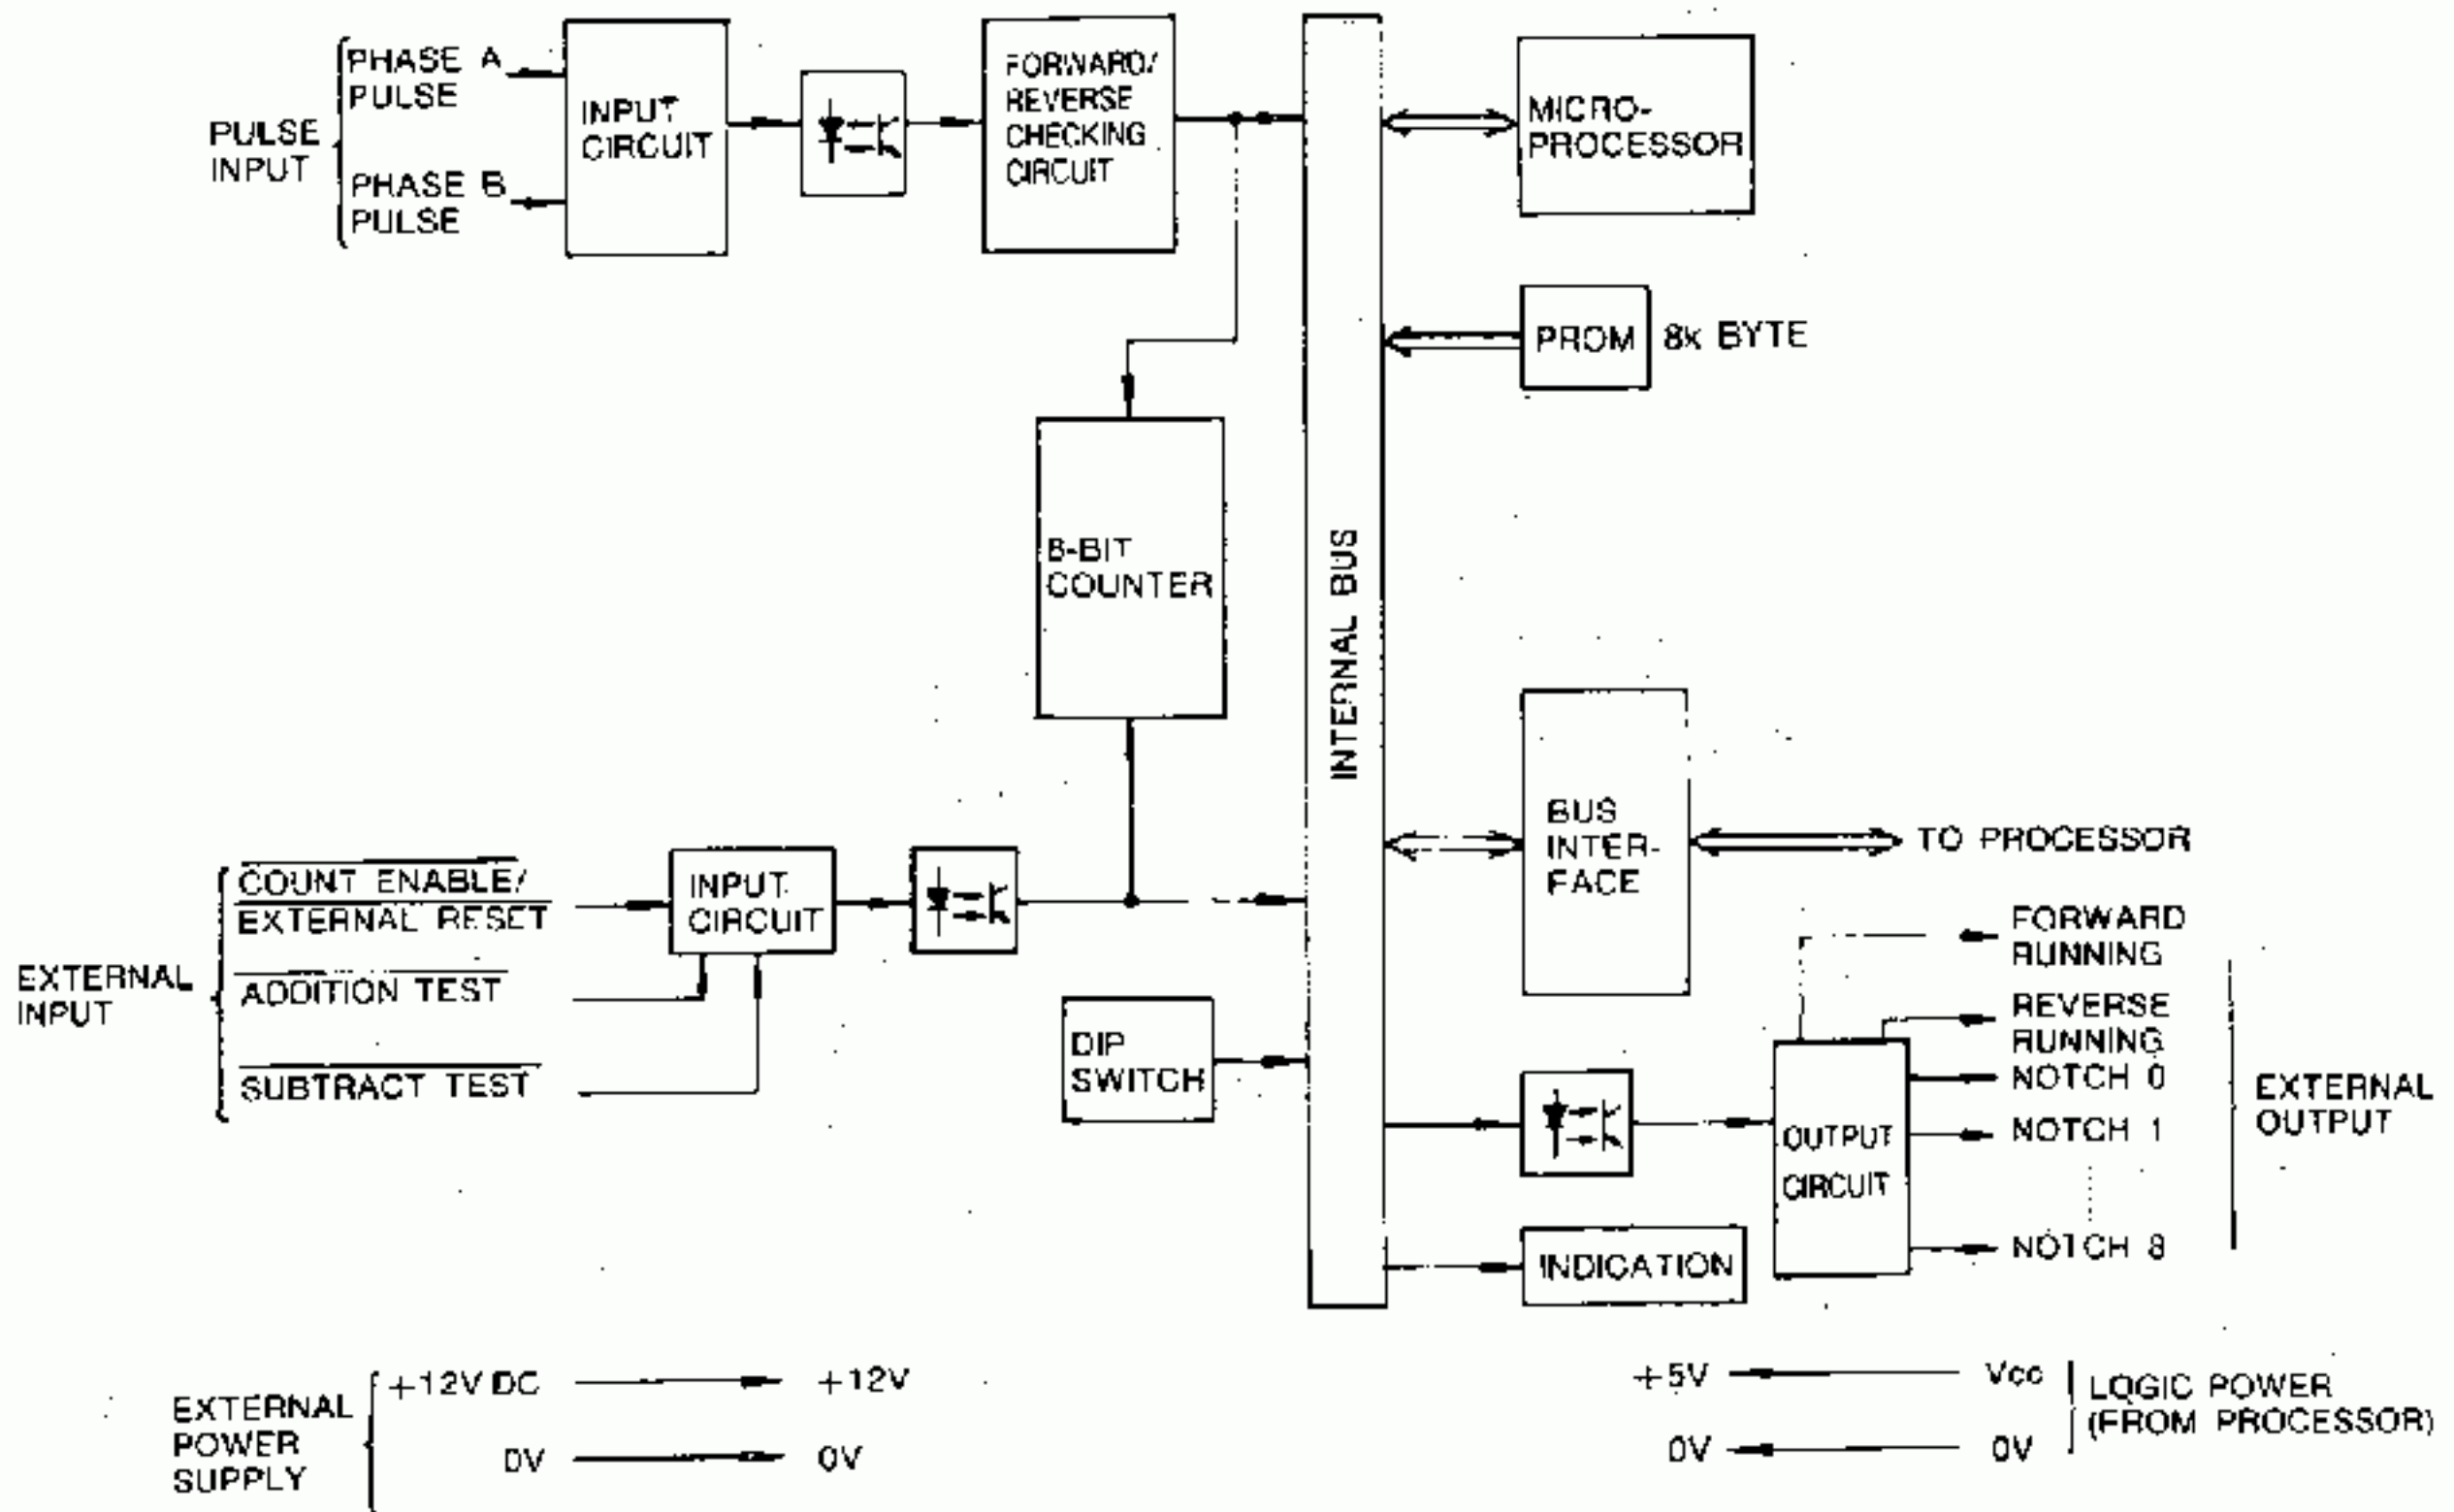 PULSE
INPUT
PHASE A
PULSE
PHASE B
PULSE
INPUT
CIRCUIT
FORWARD/
REVERSE
CHECKING
CIRCUIT
MICRO-
PROCESSOR
PROM
8k BYTE
8-BIT
COUNTER
INTERNAL BUS
BUS
INTER-
FACE
TO PROCESSOR
EXTERNAL
INPUT
COUNT ENABLE/
EXTERNAL RESET
ADDITION TEST
SUBTRACT TEST
INPUT
CIRCUIT
DIP
SWITCH
OUTPUT
CIRCUIT
INDICATION
FORWARD
RUNNING
REVERSE
RUNNING
NOTCH 0
NOTCH 1
NOTCH 8
EXTERNAL
OUTPUT
EXTERNAL
POWER
SUPPLY
+12V DC
+12V
0V
0V
+5V
Vcc
0V
0V
LOGIC POWER
(FROM PROCESSOR)